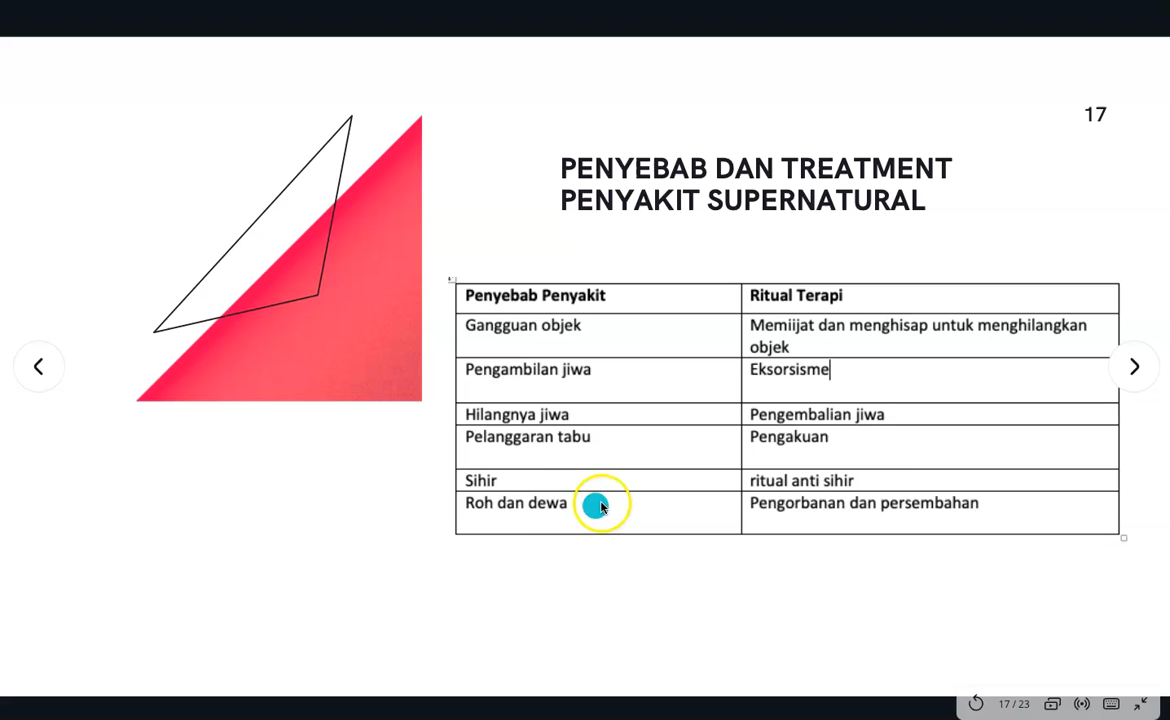 17
PENYEBAB DAN TREATMENT
PENYAKIT SUPERNATURAL
Penyebab Penyakit Ritual Terapi
Gangguan objek Memiijat dan menghisap untuk menghilangkan
objek
Pengambilan jiwa Eksorsisme
Hilangnya jiwa Pengembalian jiwa
Pelanggaran tabu Pengakuan
Sihir ritual anti sihir
Roh dan dewa Pengorbanan dan persembahan
17 / 23